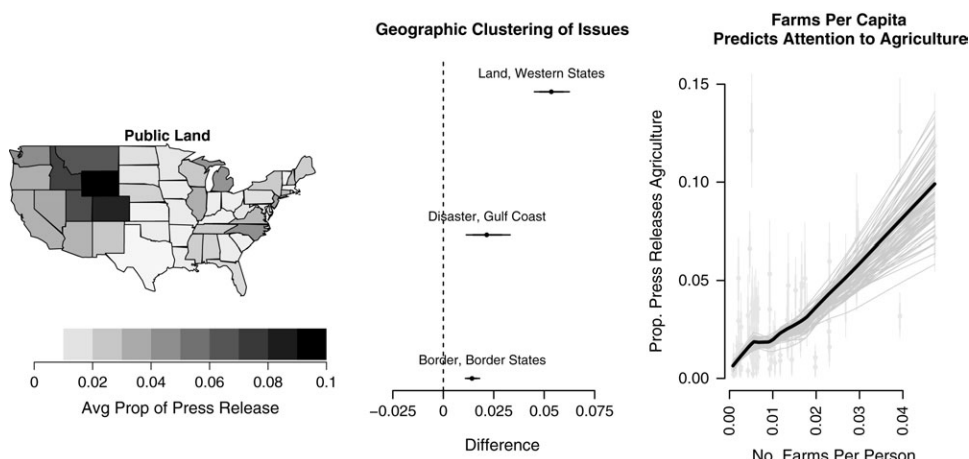 Public Land
0 0.02 0.04 0.06 0.08 0.1
Avg Prop of Press Release
Geographic Clustering of Issues
Land, Western States
Disaster, Gulf Coast
Border, Border States
−0.025 0 0.025 0.05 0.075
Difference
Farms Per Capita
Predicts Attention to Agriculture
Prop. Press Releases Agriculture
0.15
0.10
0.05
0.00
0.00 0.01 0.02 0.03 0.04
No. Farms Per Person